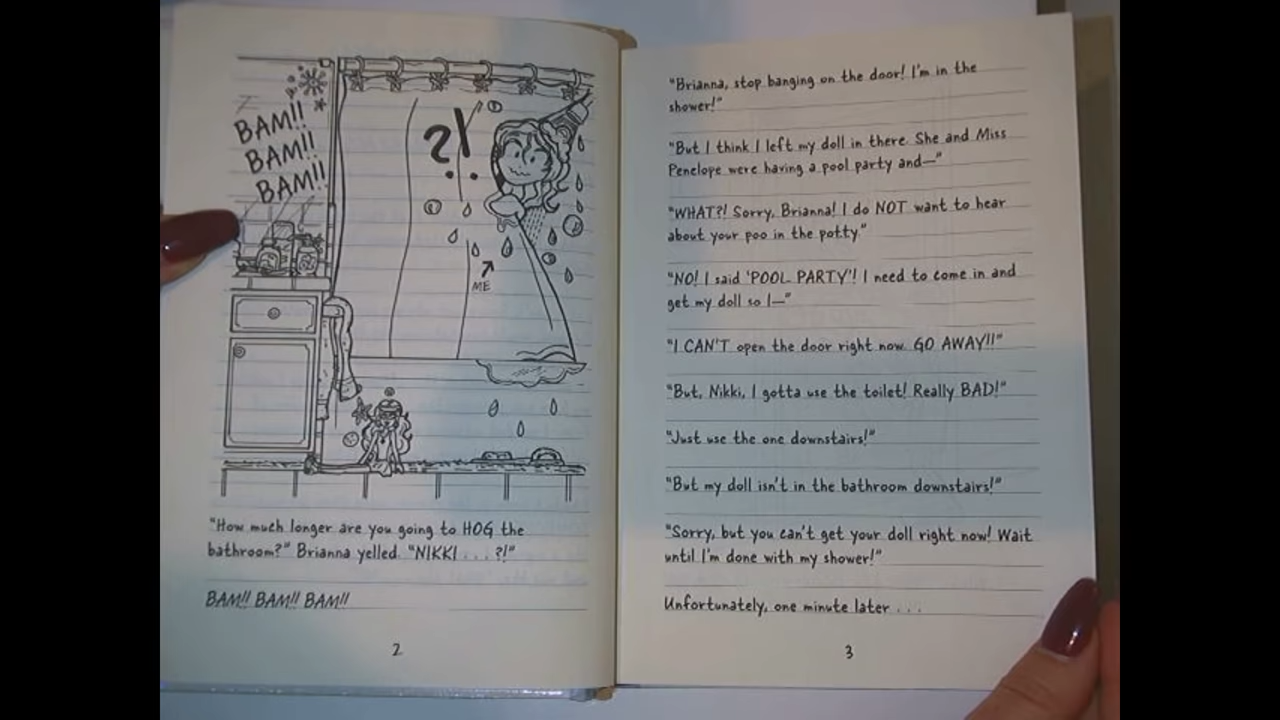 BAM!!
BAM!!
BAM!!
?!
ME
"How much longer are you going to HOG the
bathroom?" Brianna yelled. "NIKKI . . . ?!"
BAM!! BAM!! BAM!!
2
"Brianna, stop banging on the door! I'm in the
shower!"
"But I think I left my doll in there. She and Miss
Penelope were having a pool party and—"
"WHAT?! Sorry, Brianna! I do NOT want to hear
about your poo in the potty."
"NO! I said 'POOL PARTY'! I need to come in and
get my doll so I—"
"I CAN'T open the door right now. GO AWAY!!"
"But, Nikki, I gotta use the toilet! Really BAD!"
"Just use the one downstairs!"
"But my doll isn't in the bathroom downstairs!"
"Sorry, but you can't get your doll right now! Wait
until I'm done with my shower!"
Unfortunately, one minute later . . .
3